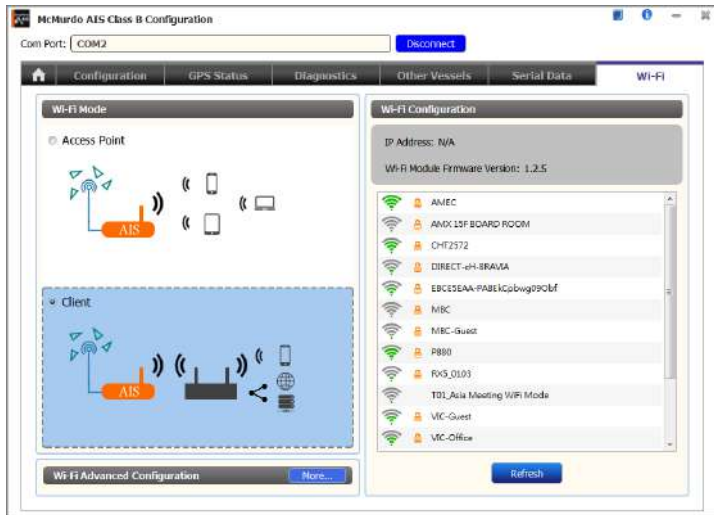 McMurdo AIS Class B Configuration
Com Port: COM2 Disconnect
Configuration GPS Status Diagnostics Other Vessels Serial Data Wi-Fi
Wi-Fi Mode
Access Point
AIS
Client
AIS
Wi-Fi Advanced Configuration More...
Wi-Fi Configuration
IP Address: N/A
Wi-Fi Module Firmware Version: 1.2.5
AMEC
AMX 15F BOARD ROOM
CHT2572
DIRECT-eH-BRAVIA
MBC
MBC-Guest
P880
RX5_0103
T01_Asia Meeting WiFi Mode
VIC-Guest
VIC-Office
Refresh